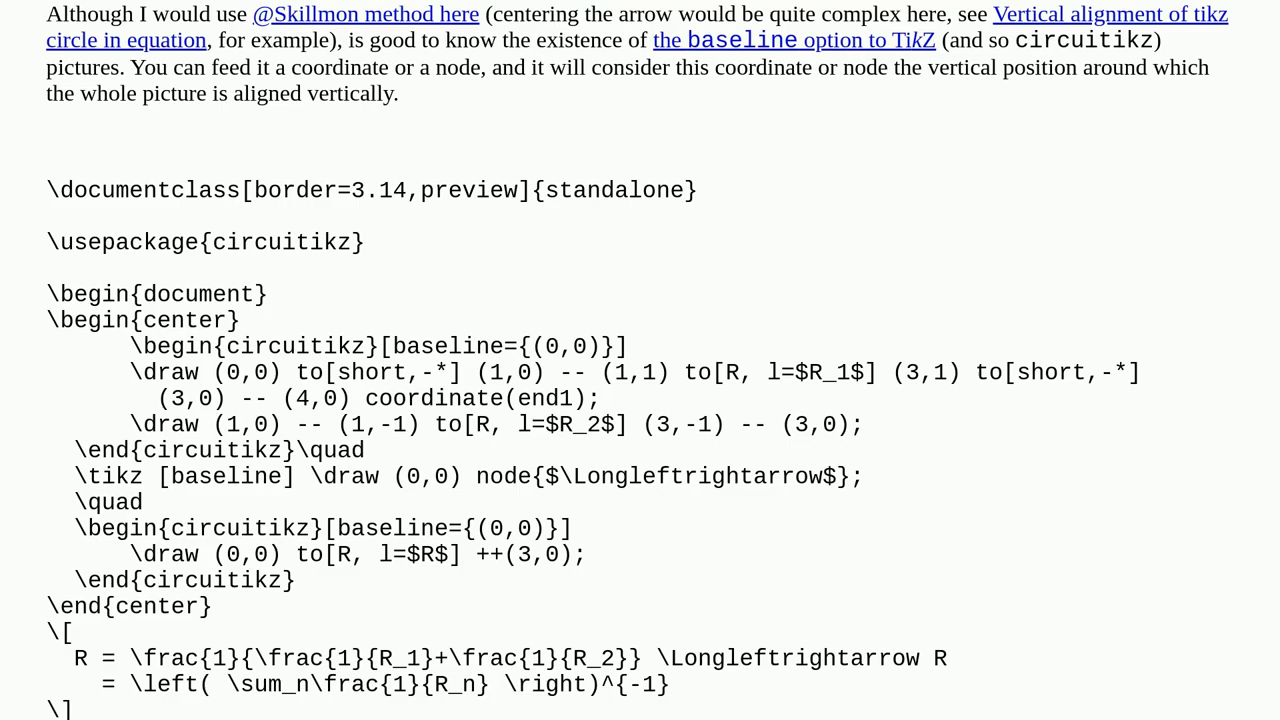 Although I would use @Skillmon method here (centering the arrow would be quite complex here, see Vertical alignment of tikz
circle in equation, for example), is good to know the existence of the baseline option to TikZ (and so circuitikz)
pictures. You can feed it a coordinate or a node, and it will consider this coordinate or node the vertical position around which
the whole picture is aligned vertically.
\documentclass[border=3.14,preview]{standalone}
\usepackage{circuitikz}
\begin{document}
\begin{center}
      \begin{circuitikz}[baseline={(0,0)}]
      \draw (0,0) to[short,-*] (1,0) -- (1,1) to[R, l=$R_1$] (3,1) to[short,-*]
        (3,0) -- (4,0) coordinate(end1);
      \draw (1,0) -- (1,-1) to[R, l=$R_2$] (3,-1) -- (3,0);
  \end{circuitikz}\quad
  \tikz [baseline] \draw (0,0) node{$\Longleftrightarrow$};
  \quad
  \begin{circuitikz}[baseline={(0,0)}]
      \draw (0,0) to[R, l=$R$] ++(3,0);
  \end{circuitikz}
\end{center}
\[
  R = \frac{1}{\frac{1}{R_1}+\frac{1}{R_2}} \Longleftrightarrow R
    = \left( \sum_n\frac{1}{R_n} \right)^{-1}
\]